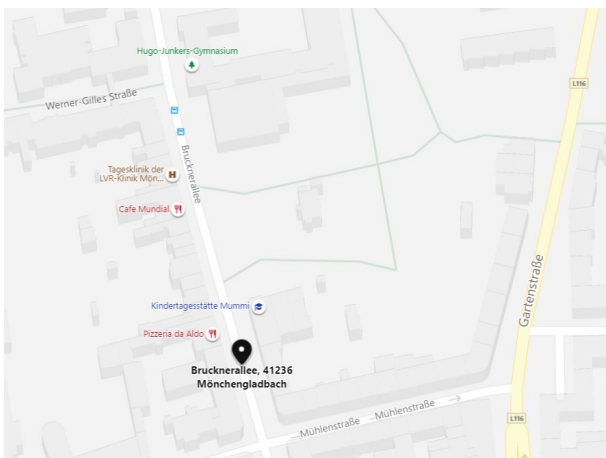 Hugo-Junkers-Gymnasium
L116
Werner-Gilles Straße
Brucknerallee
Tagesklinik der
LVR-Klinik Mön...
H
Cafe Mundial
Gartenstraße
Kindertagesstätte Mummi
Pizzeria da Aldo
Brucknerallee, 41236
Mönchengladbach
Mühlenstraße
Mühlenstraße
L116